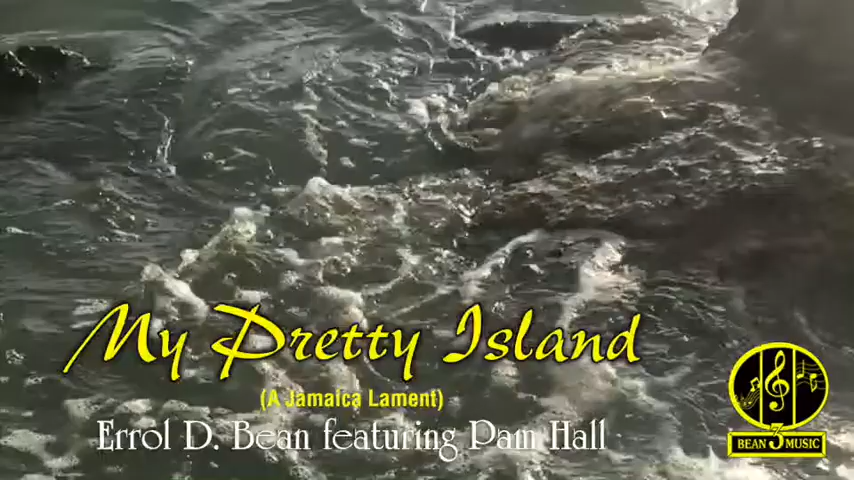 My Pretty Island
(A Jamaica Lament)
Errol D. Bean featuring Pam Hall
BEAN 3 MUSIC